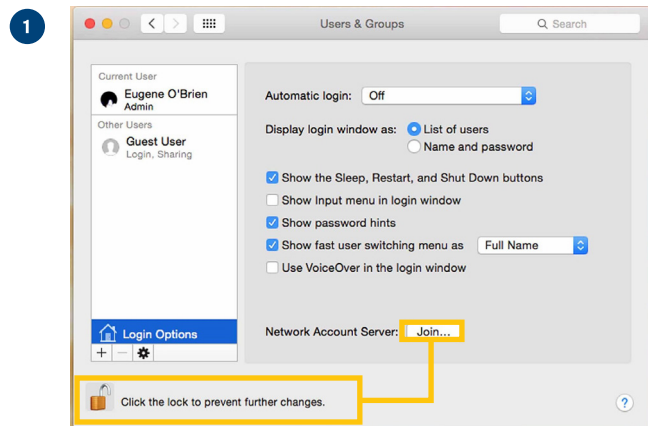 1
Users & Groups
Search
Current User
Eugene O'Brien
Admin
Other Users
Guest User
Login, Sharing
Login Options
Automatic login: Off
Display login window as: List of users
Name and password
Show the Sleep, Restart, and Shut Down buttons
Show Input menu in login window
Show password hints
Show fast user switching menu as Full Name
Use VoiceOver in the login window
Network Account Server: Join...
Click the lock to prevent further changes.
?